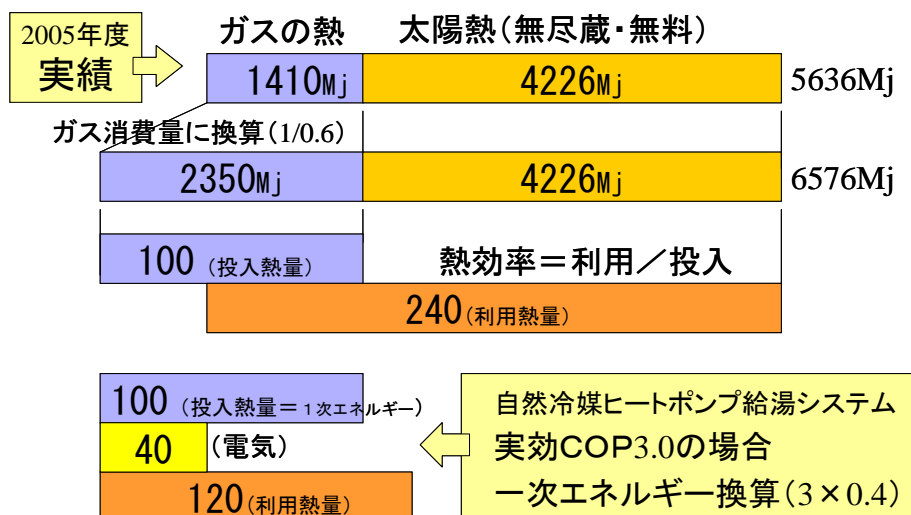 2005年度
実績
ガスの熱 太陽熱(無尽蔵・無料)
1410Mj 4226Mj 5636Mj
ガス消費量に換算(1/0.6)
2350Mj 4226Mj 6576Mj
100 (投入熱量) 熱効率=利用/投入
240(利用熱量)
100 (投入熱量=1次エネルギー)
40 (電気)
120(利用熱量)
自然冷媒ヒートポンプ給湯システム
実効COP3.0の場合
一次エネルギー換算(3×0.4)